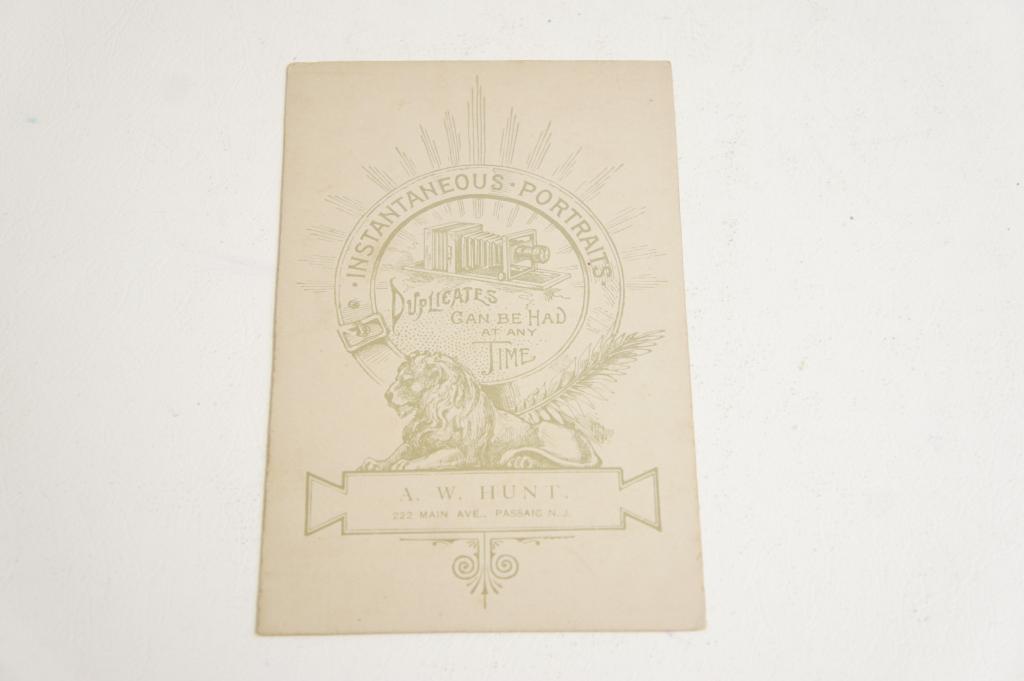 · INSTANTANEOUS · PORTRAITS ·
DUPLICATES
CAN BE HAD
AT ANY
TIME
A. W. HUNT.
222 MAIN AVE., PASSAIC N.J.